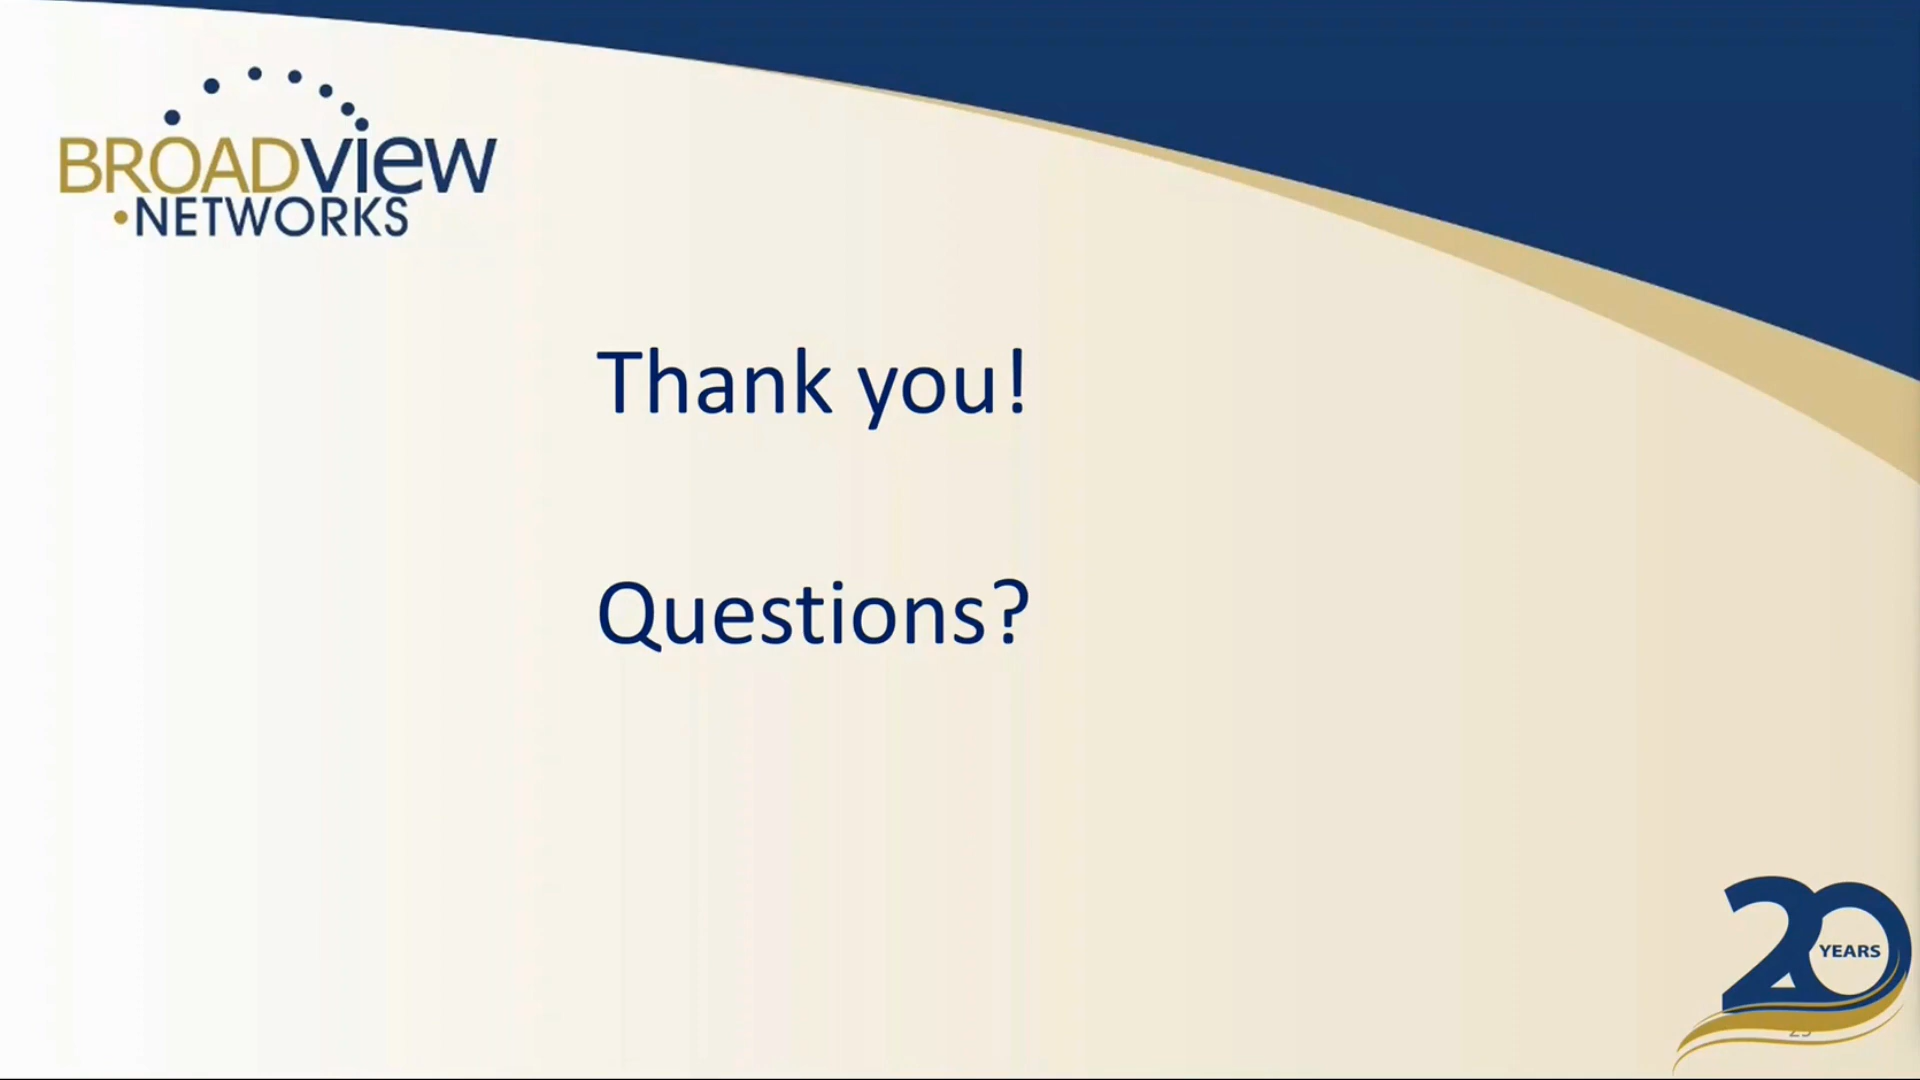 BROADview
•NETWORKS
Thank you!
Questions?
20
YEARS